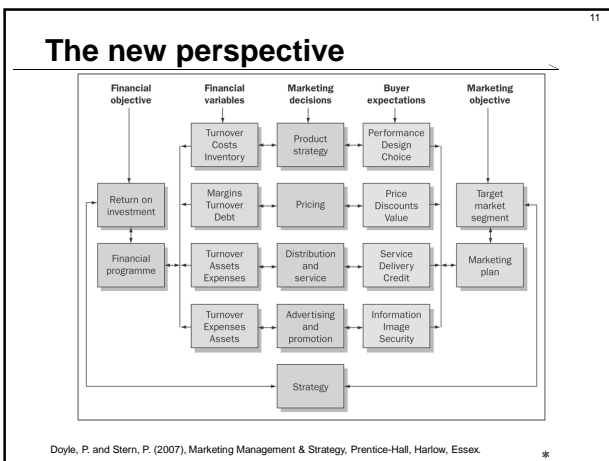 11
The new perspective
Financial
objective
Financial
variables
Marketing
decisions
Buyer
expectations
Marketing
objective
Turnover
Costs
Inventory
Product
strategy
Performance
Design
Choice
Return on
investment
Margins
Turnover
Debt
Pricing
Price
Discounts
Value
Target
market
segment
Financial
programme
Turnover
Assets
Expenses
Distribution
and
service
Service
Delivery
Credit
Marketing
plan
Turnover
Expenses
Assets
Advertising
and
promotion
Information
Image
Security
Strategy
Doyle, P. and Stern, P. (2007), Marketing Management & Strategy, Prentice-Hall, Harlow, Essex.
*